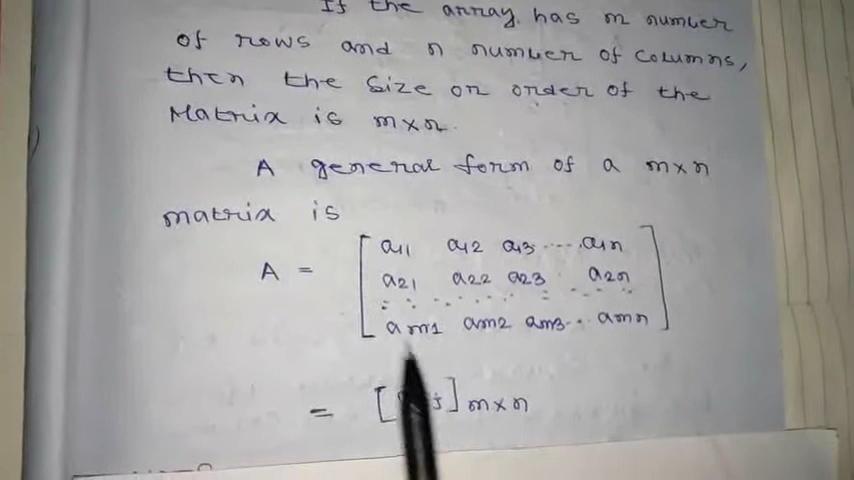 If the array has m number
of rows and n number of columns,
then the size or order of the
Matrix is m×n.
A general form of a m×n
matrix is
A = [ a11 a12 a13 .... a1n
a21 a22 a23 a2n
: : . . . . . . : . . . . .
am1 am2 am3... amn ]
= [ j ] m×n